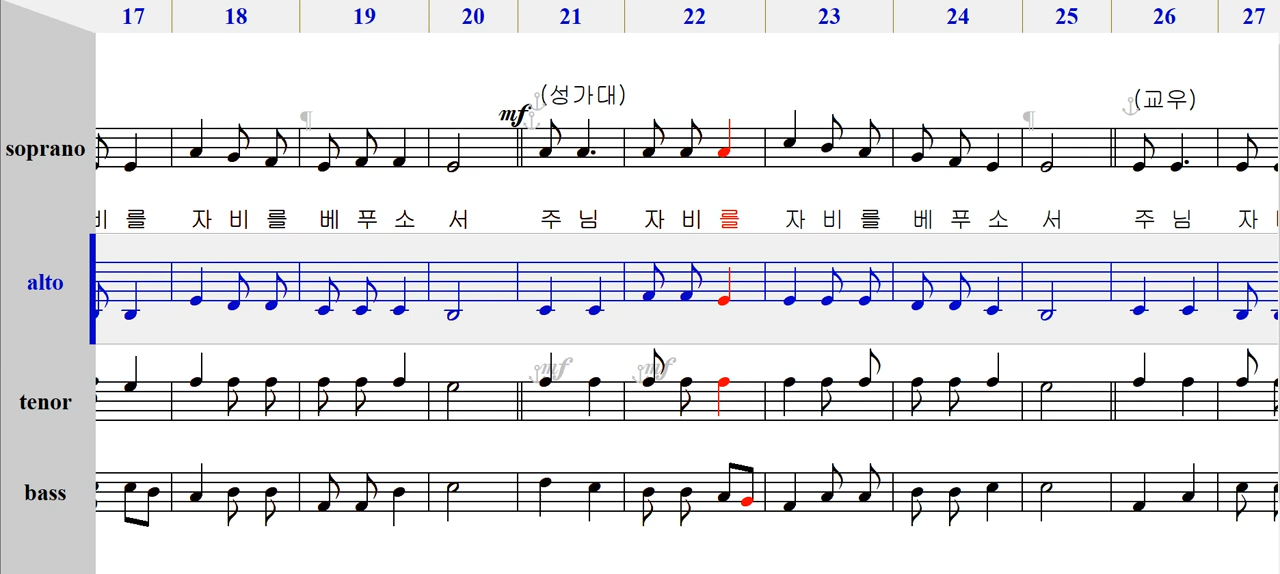 17 18 19 20 21 22 23 24 25 26 27
(성가대) (교우)
¶ mf ¶
soprano
를 자 비 를 베 푸 소 서 주 님 자 비 를 자 비 를 베 푸 소 서 주 님 자
alto
mf mf
tenor
bass